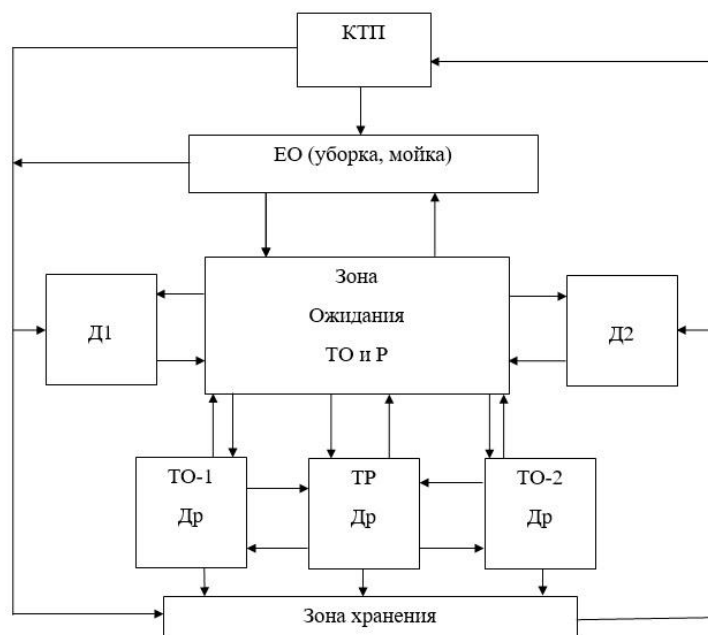 КТП
ЕО (уборка, мойка)
Зона
Ожидания
ТО и Р
Д1
Д2
ТО-1
Др
ТР
Др
ТО-2
Др
Зона хранения